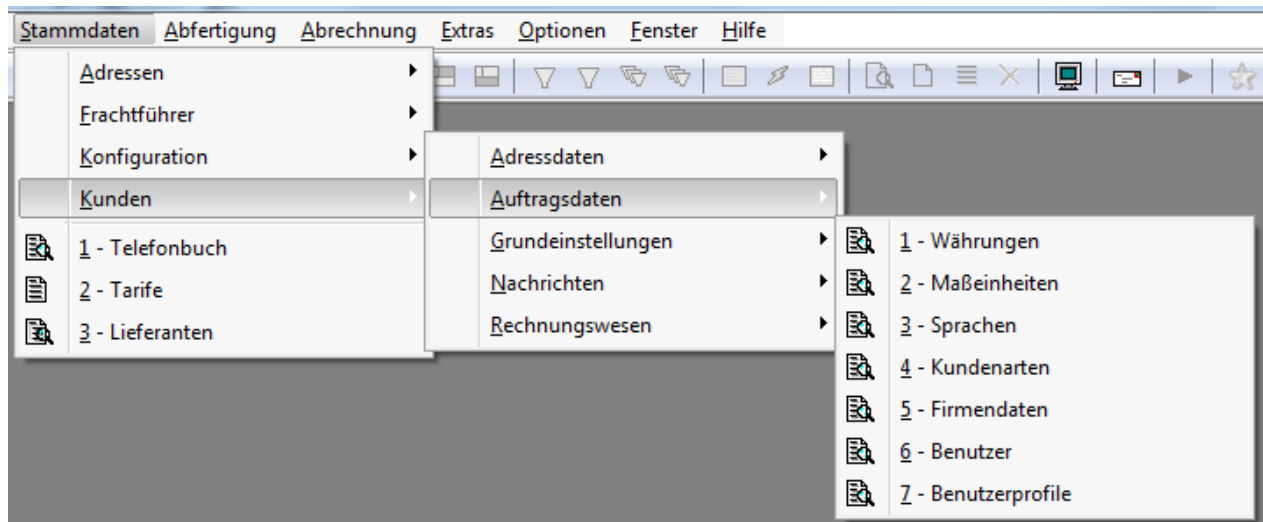 Stammdaten Abfertigung Abrechnung Extras Optionen Fenster Hilfe
Adressen
Frachtführer
Konfiguration
Kunden
1 - Telefonbuch
2 - Tarife
3 - Lieferanten
Adressdaten
Auftragsdaten
Grundeinstellungen
Nachrichten
Rechnungswesen
1 - Währungen
2 - Maßeinheiten
3 - Sprachen
4 - Kundenarten
5 - Firmendaten
6 - Benutzer
7 - Benutzerprofile